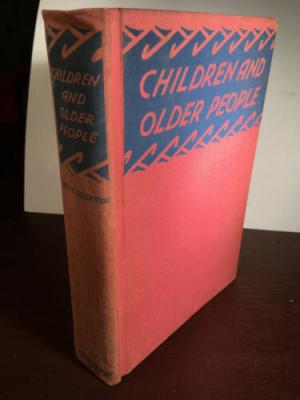 CHILDREN
AND
OLDER
PEOPLE
CHILDREN AND
OLDER PEOPLE